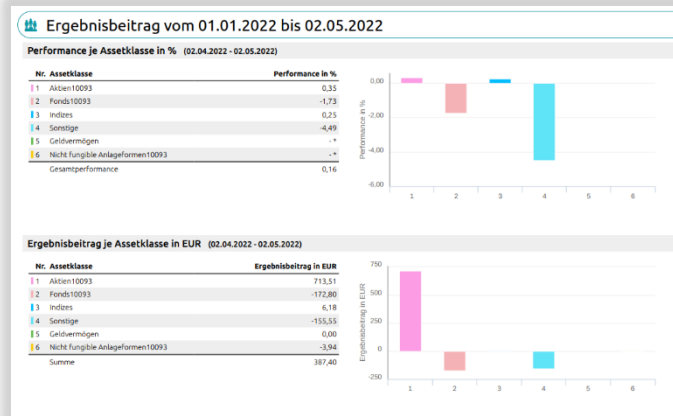 Ergebnisbeitrag vom 01.01.2022 bis 02.05.2022
Performance je Assetklasse in % (02.04.2022 - 02.05.2022)
Nr. Assetklasse Performance in %
1 Aktien10093 0,35
2 Fonds10093 -1,73
3 Indizes 0,25
4 Sonstige -4,49
5 Geldvermögen - *
6 Nicht fungible Anlageformen10093 - *
Gesamtperformance 0,16
Performance in %
0,00
-2,00
-4,00
-6,00
1 2 3 4 5 6
Ergebnisbeitrag je Assetklasse in EUR (02.04.2022 - 02.05.2022)
Nr. Assetklasse Ergebnisbeitrag in EUR
1 Aktien10093 713,51
2 Fonds10093 -172,80
3 Indizes 6,18
4 Sonstige -155,55
5 Geldvermögen 0,00
6 Nicht fungible Anlageformen10093 -3,94
Summe 387,40
Ergebnisbeitrag in EUR
750
500
250
0
-250
1 2 3 4 5 6